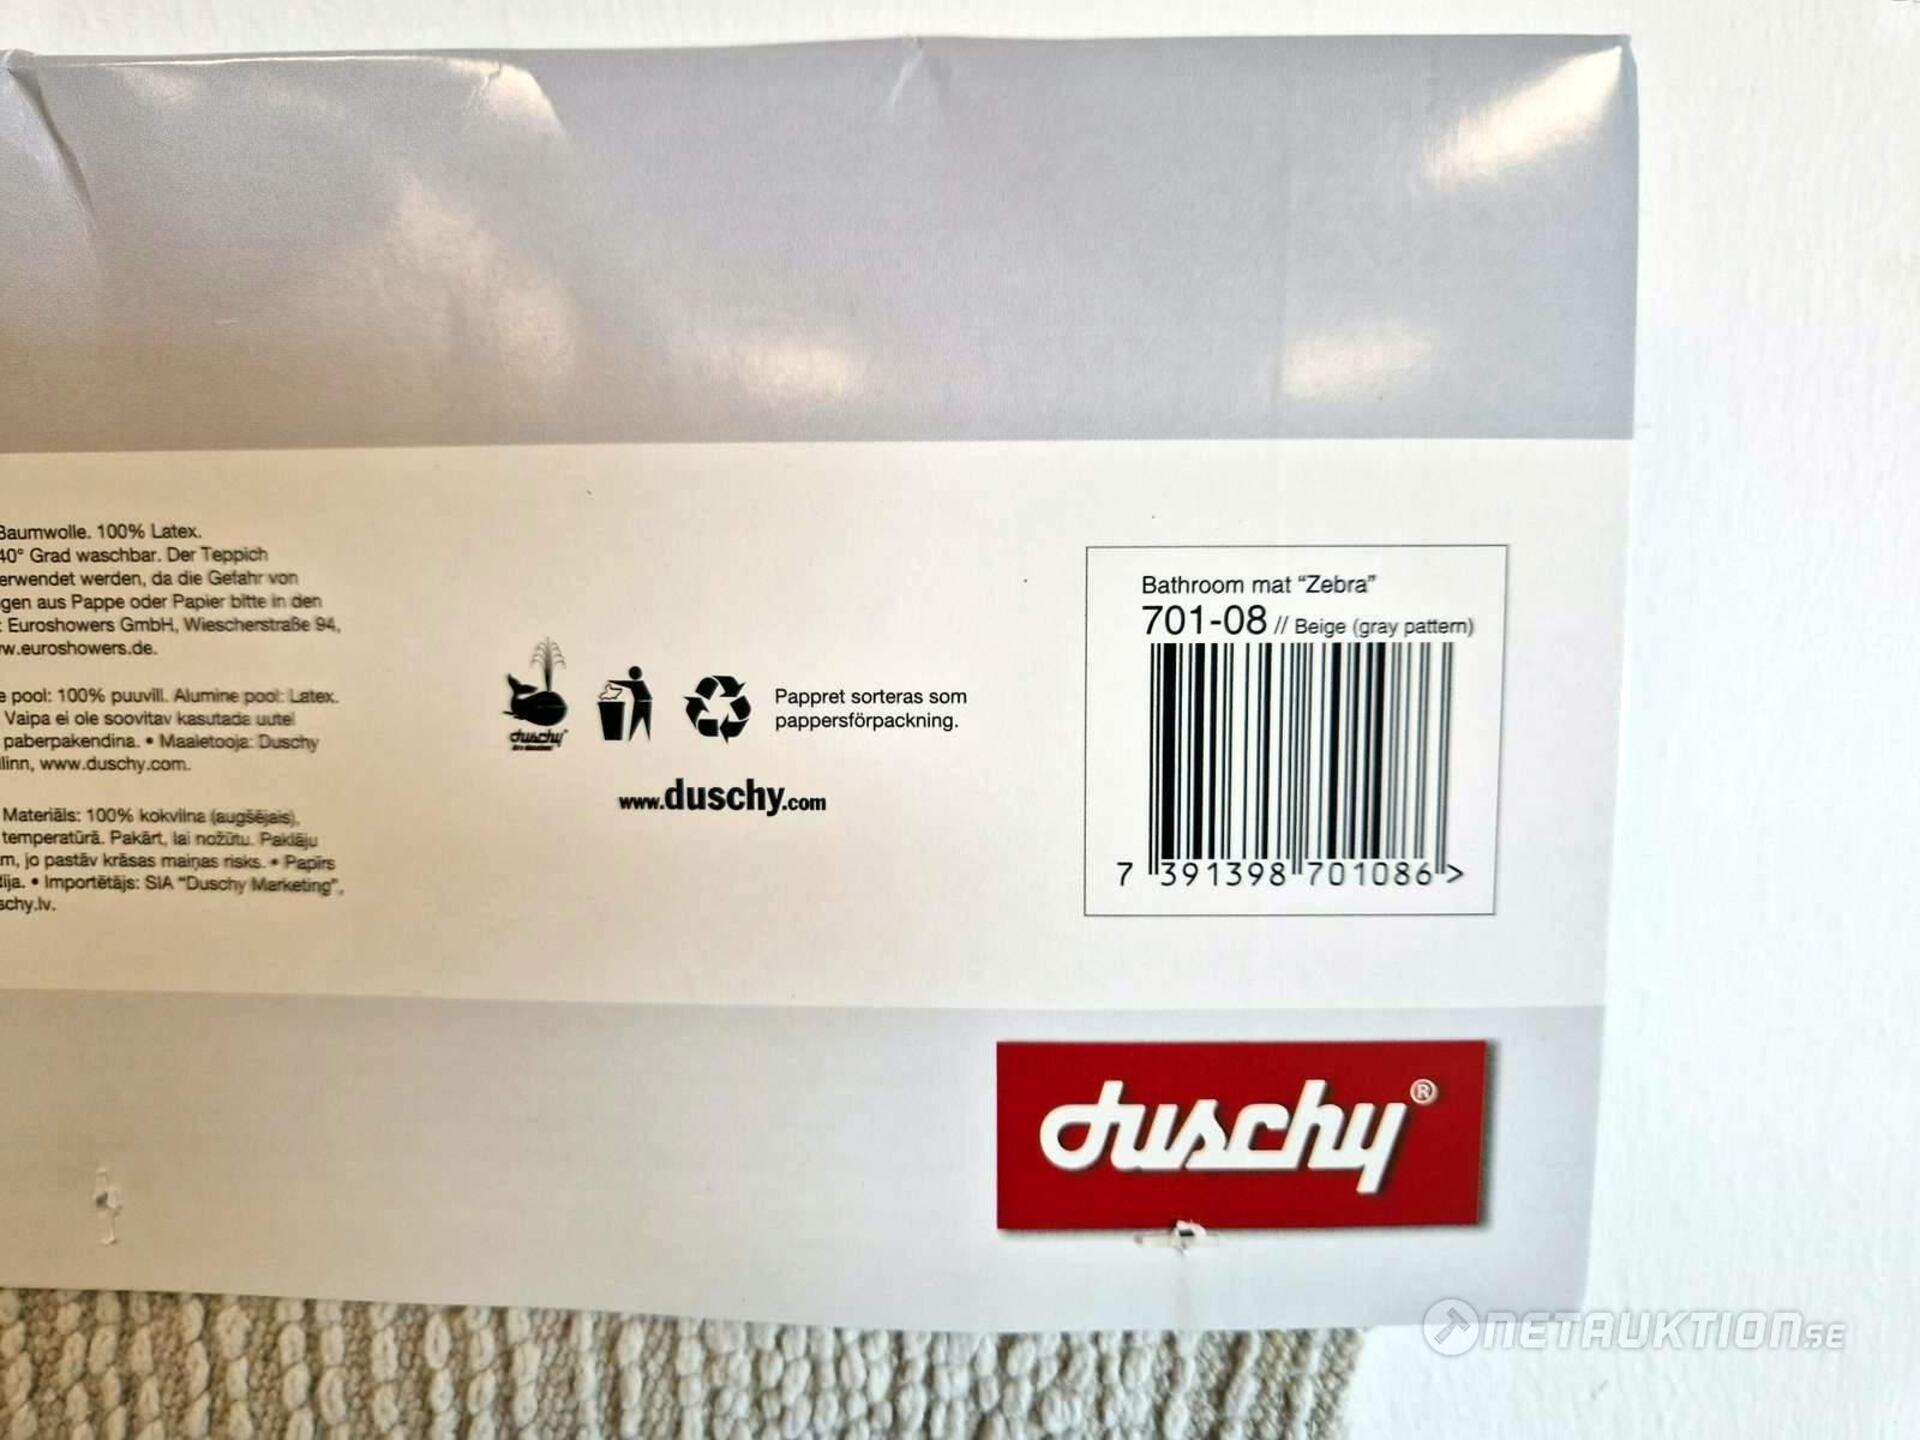 Baumwolle. 100% Latex.
40° Grad waschbar. Der Teppich
erwendet werden, da die Gefahr von
gen aus Pappe oder Papier bitte in den
: Euroshowers GmbH, Wiescherstraße 94,
w.euroshowers.de.
e pool: 100% puuvill. Alumine pool: Latex.
Vaipa ei ole soovitav kasutada uutel
paberpakendina. • Maaletooja: Duschy
llinn, www.duschy.com.
Materiāls: 100% kokvilna (augšējais),
temperatūrā. Pakārt, lai nožūtu. Paklāju
m, jo pastāv krāsas maiņas risks. • Papīrs
ija. • Importētājs: SIA "Duschy Marketing",
schy.lv.
duschy
Pappret sorteras som
pappersförpackning.
www.duschy.com
Bathroom mat “Zebra”
701-08 // Beige (gray pattern)
7 391398 701086 >
duschy®
NETAUKTION.SE